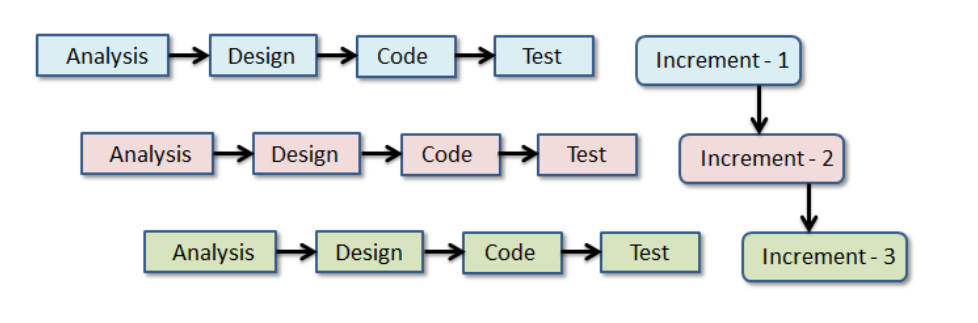 Analysis Design Code Test Increment - 1
Analysis Design Code Test Increment - 2
Analysis Design Code Test Increment - 3